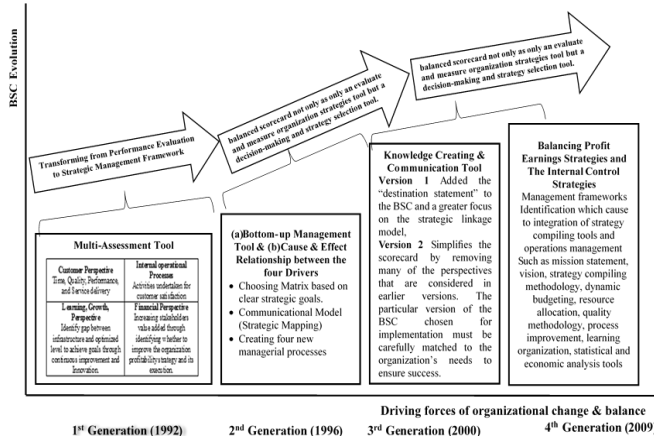 BSC Evolution
Transforming from Performance Evaluation
to Strategic Management Framework
balanced scorecard not only as only an evaluate
and measure organization strategies tool but a
decision-making and strategy selection tool.
balanced scorecard not only as only an evaluate
and measure organization strategies tool but a
decision-making and strategy selection tool.
Multi-Assessment Tool
Customer Perspective
Time, Quality, Performance,
and Service delivery
Internal operational
Processes
Activities undertaken for
customer satisfaction
Learning, Growth,
Perspective
Identify gap between
infrastructure and optimized
level to achieve goals through
continuous improvement and
Innovation.
Financial Perspective
Increasing stakeholders
value added through
identifying whether to
improve the organization
profitability strategy and its
execution.
(a)Bottom-up Management
Tool & (b)Cause & Effect
Relationship between the
four Drivers
• Choosing Matrix based on
clear strategic goals.
• Communicational Model
(Strategic Mapping)
• Creating four new
managerial processes
Knowledge Creating &
Communication Tool
Version 1 Added the
“destination statement” to
the BSC and a greater focus
on the strategic linkage
model,
Version 2 Simplifies the
scorecard by removing
many of the perspectives
that are considered in
earlier versions. The
particular version of the
BSC chosen for
implementation must be
carefully matched to the
organization’s needs to
ensure success.
Balancing Profit
Earnings Strategies and
The Internal Control
Strategies
Management frameworks
Identification which cause
to integration of strategy
compiling tools and
operations management
Such as mission statement,
vision, strategy compiling
methodology, dynamic
budgeting, resource
allocation, quality
methodology, process
improvement, learning
organization, statistical and
economic analysis tools
Driving forces of organizational change & balance
1st Generation (1992)
2nd Generation (1996)
3rd Generation (2000)
4th Generation (2009)